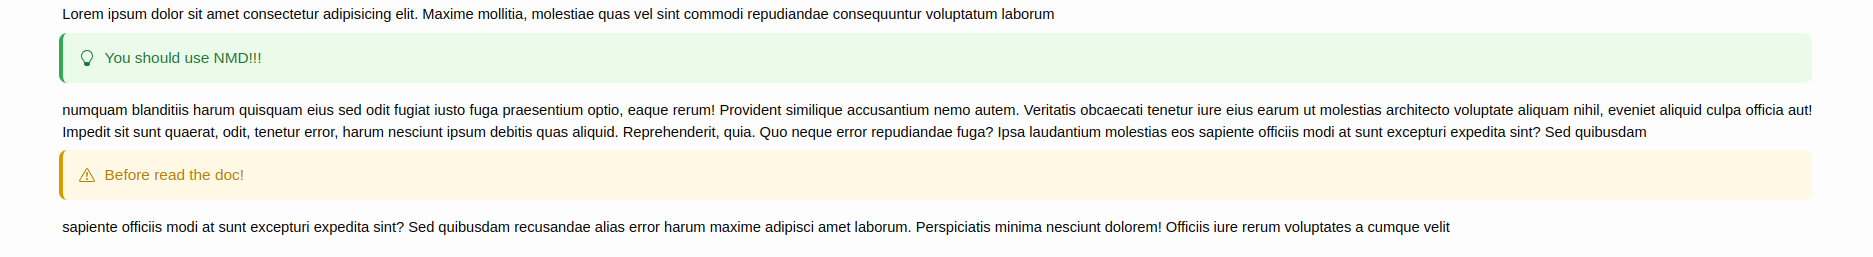 Lorem ipsum dolor sit amet consectetur adipisicing elit. Maxime mollitia, molestiae quas vel sint commodi repudiandae consequuntur voluptatum laborum
You should use NMD!!!
numquam blanditiis harum quisquam eius sed odit fugiat iusto fuga praesentium optio, eaque rerum! Provident similique accusantium nemo autem. Veritatis obcaecati tenetur iure eius earum ut molestias architecto voluptate aliquam nihil, eveniet aliquid culpa officia aut!
Impedit sit sunt quaerat, odit, tenetur error, harum nesciunt ipsum debitis quas aliquid. Reprehenderit, quia. Quo neque error repudiandae fuga? Ipsa laudantium molestias eos sapiente officiis modi at sunt excepturi expedita sint? Sed quibusdam
Before read the doc!
sapiente officiis modi at sunt excepturi expedita sint? Sed quibusdam recusandae alias error harum maxime adipisci amet laborum. Perspiciatis minima nesciunt dolorem! Officiis iure rerum voluptates a cumque velit